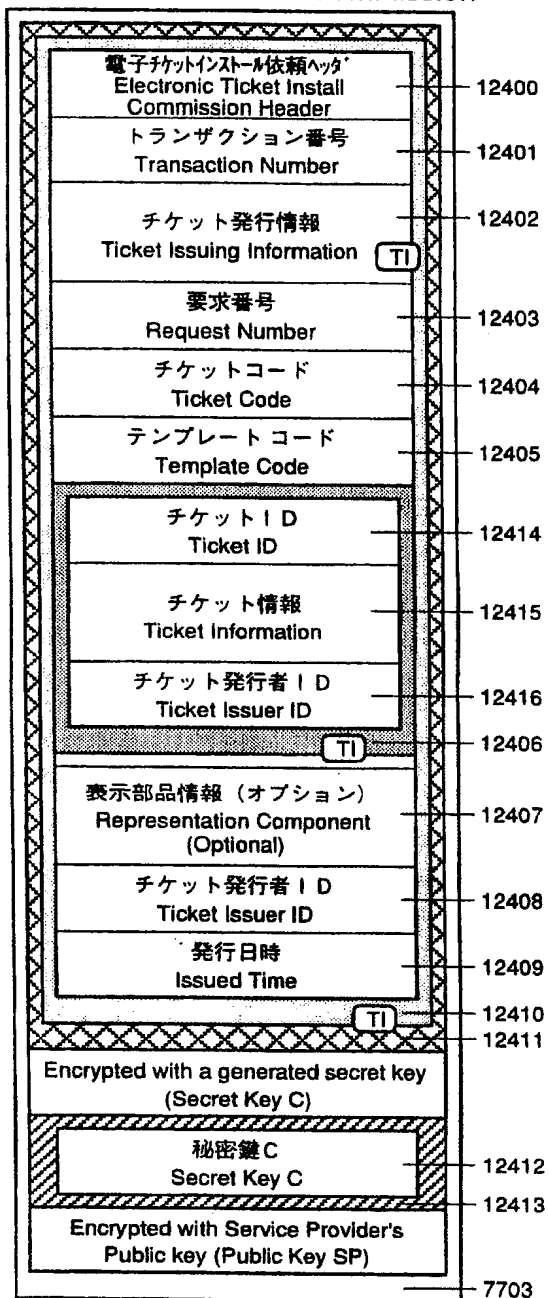 電子チケットインストール依頼ヘッダ
Electronic Ticket Install
Commission Header
12400
トランザクション番号
Transaction Number
12401
チケット発行情報
Ticket Issuing Information
TI
12402
要求番号
Request Number
12403
チケットコード
Ticket Code
12404
テンプレートコード
Template Code
12405
チケットID
Ticket ID
12414
チケット情報
Ticket Information
12415
チケット発行者ID
Ticket Issuer ID
12416
TI
12406
表示部品情報（オプション）
Representation Component
(Optional)
12407
チケット発行者ID
Ticket Issuer ID
12408
発行日時
Issued Time
12409
TI
12410
12411
Encrypted with a generated secret key
(Secret Key C)
秘密鍵C
Secret Key C
12412
12413
Encrypted with Service Provider's
Public key (Public Key SP)
7703